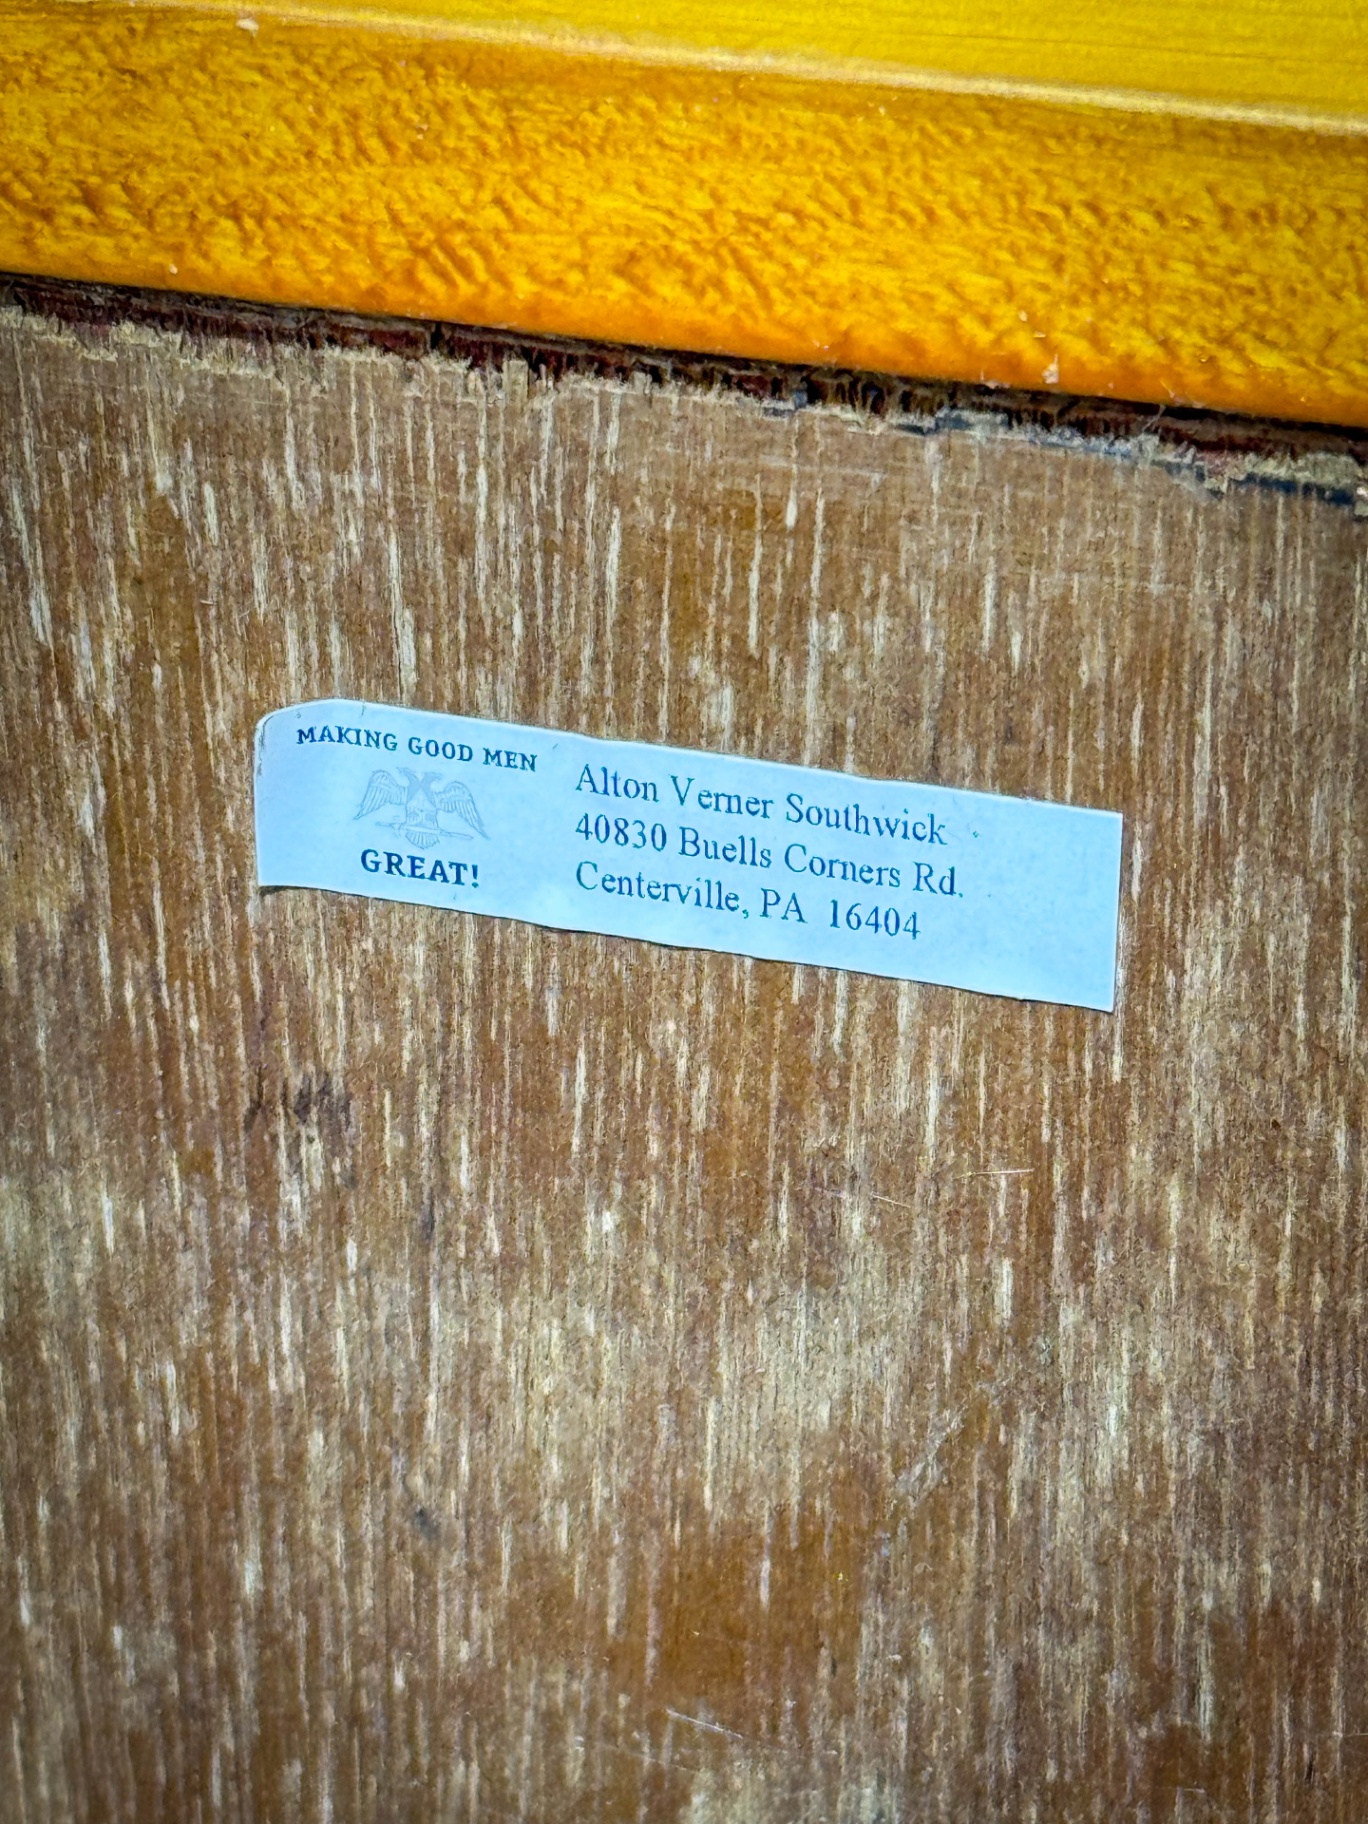 MAKING GOOD MEN
GREAT!
Alton Verner Southwick
40830 Buells Corners Rd.
Centerville, PA 16404